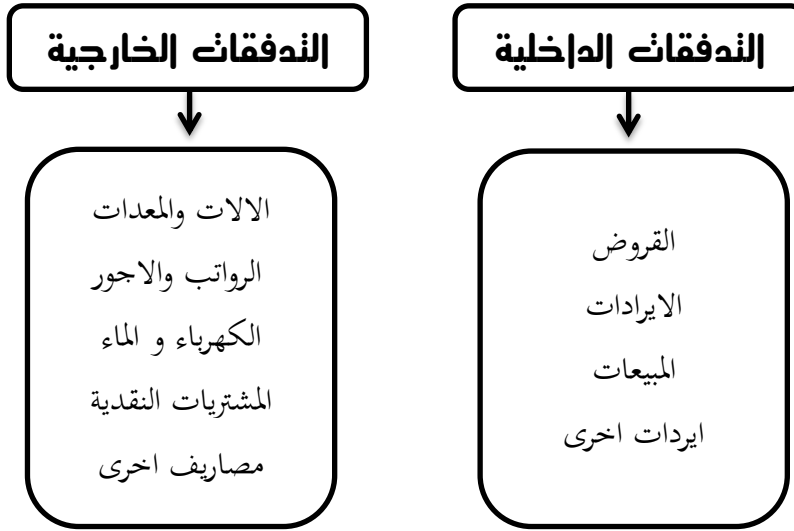 التدفقات الداخلية
القروض
الايرادات
المبيعات
ايردات اخرى
التدفقات الخارجية
الالات والمعدات
الرواتب والاجور
الكهرباء و الماء
المشتريات النقدية
مصاريف اخرى